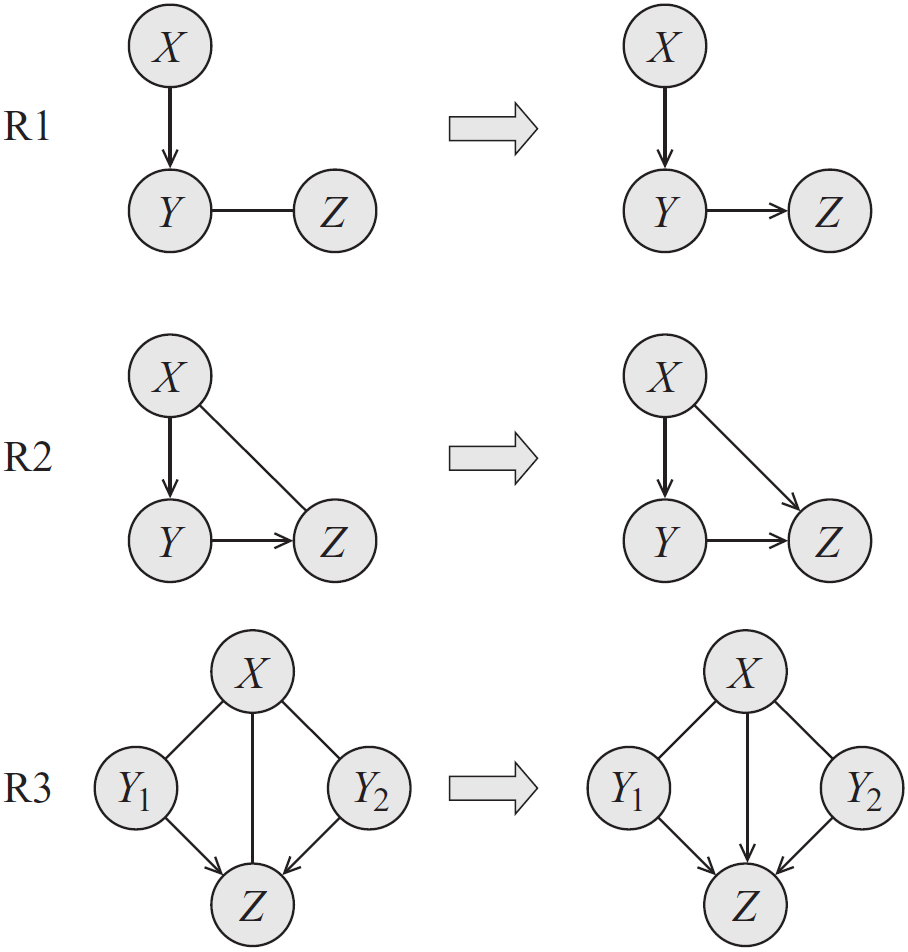 X X
R1
Y Z Y Z
X X
R2
Y Z Y Z
X X
R3 Y1 Y2 Y1 Y2
Z Z